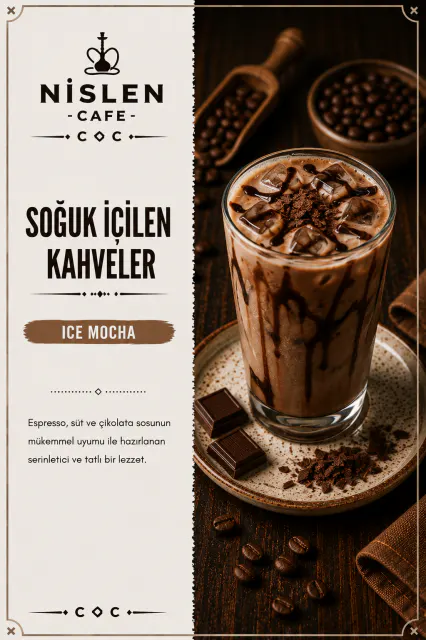 NİSLEN
-CAFE-
C◇C
SOĞUK İÇİLEN
KAHVELER
ICE MOCHA
Espresso, süt ve çikolata sosunun
mükemmel uyumu ile hazırlanan
serinletici ve tatlı bir lezzet.
C◇C